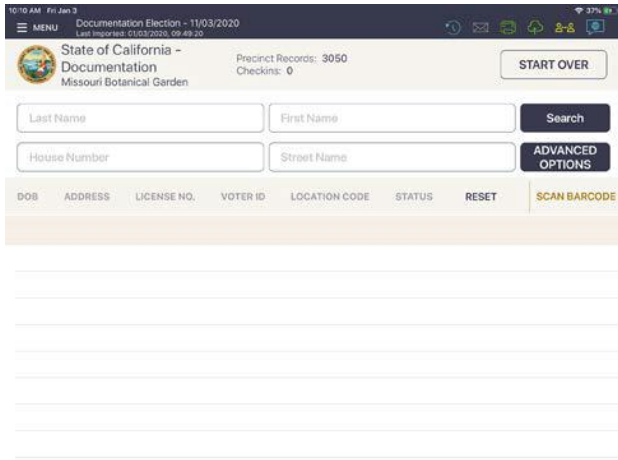 10:10 AM Fri Jan 3
37%
MENU
Documentation Election - 11/03/2020
Last Imported: 01/03/2020, 09:49:20
State of California -
Documentation
Missouri Botanical Garden
Precinct Records: 3050
Checkins: 0
START OVER
Last Name
First Name
Search
House Number
Street Name
ADVANCED
OPTIONS
DOB ADDRESS LICENSE NO. VOTER ID LOCATION CODE STATUS RESET SCAN BARCODE